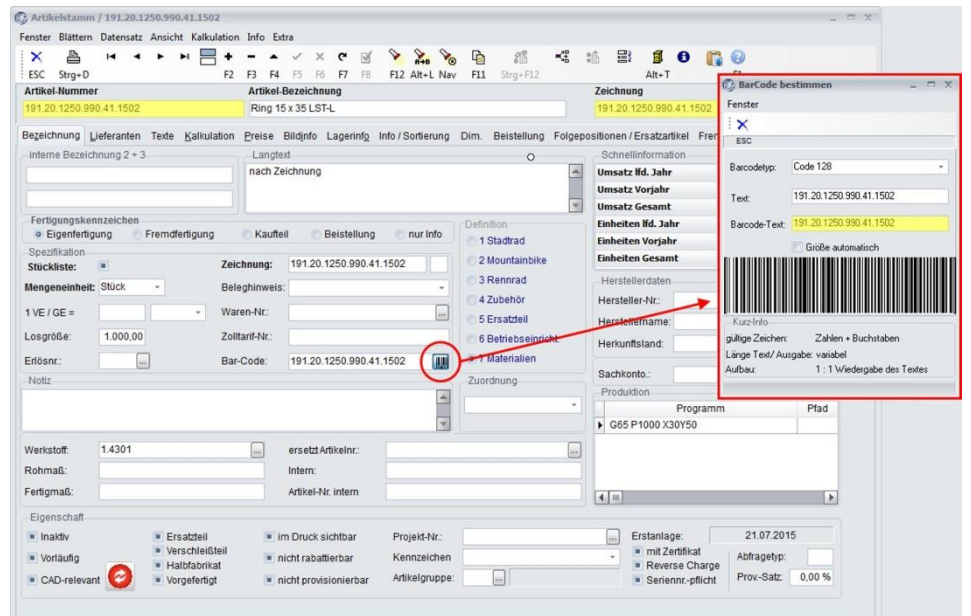 Artikelstamm / 191.20.1250.990.41.1502
Fenster Blättern Datensatz Ansicht Kalkulation Info Extra
ESC Strg+D F2 F3 F4 F5 F6 F7 F8 F12 Alt+L Nav F11 Strg+F12 Alt+T
Artikel-Nummer Artikel-Bezeichnung Zeichnung
191.20.1250.990.41.1502 Ring 15 x 35 LST-L 191.20.1250.990.41.1502
Bezeichnung Lieferanten Texte Kalkulation Preise Bildinfo Lagerinfo Info / Sortierung Dim. Beistellung Folgepositionen / Ersatzartikel
interne Bezeichnung 2 + 3 Langtext Schnellinformation
nach Zeichnung
Umsatz lfd. Jahr
Umsatz Vorjahr
Umsatz Gesamt
Einheiten lfd. Jahr
Einheiten Vorjahr
Einheiten Gesamt
Fertigungskennzeichen
Eigenfertigung Fremdfertigung Kaufteil Beistellung nur Info
Definition
1 Stadtrad
2 Mountainbike
3 Rennrad
4 Zubehör
5 Ersatzteil
6 Betriebseinricht
7 Materialien
Spezifikation
Stückliste: Zeichnung: 191.20.1250.990.41.1502
Mengeneinheit: Stück Beleghinweis:
1 VE / GE = Waren-Nr.:
Losgröße: 1.000,00 Zolltarif-Nr.:
Erlösnr.: Bar-Code: 191.20.1250.990.41.1502
Herstellerdaten
Hersteller-Nr.:
Herstellername:
Herkunftsland:
Sachkonto.:
Notiz Zuordnung Produktion
Programm Pfad
G65 P1000 X30Y50
Werkstoff: 1.4301 ersetzt Artikelnr.:
Rohmaß: Intern:
Fertigmaß: Artikel-Nr. intern
Eigenschaft
Inaktiv Ersatzteil im Druck sichtbar Projekt-Nr.: Erstanlage: 21.07.2015
Vorläufig Verschleißteil nicht rabattierbar Kennzeichen mit Zertifikat Abfragetyp:
Halbfabrikat Reverse Charge
CAD-relevant Vorgefertigt nicht provisionierbar Artikelgruppe: Seriennr.-pflicht Prov.-Satz: 0,00 %
BarCode bestimmen
Fenster
ESC
Barcodetyp: Code 128
Text: 191.20.1250.990.41.1502
Barcode-Text: 191.20.1250.990.41.1502
Größe automatisch
Kurz-Info
gültige Zeichen: Zahlen + Buchstaben
Länge Text/ Ausgabe: variabel
Aufbau: 1 : 1 Wiedergabe des Textes